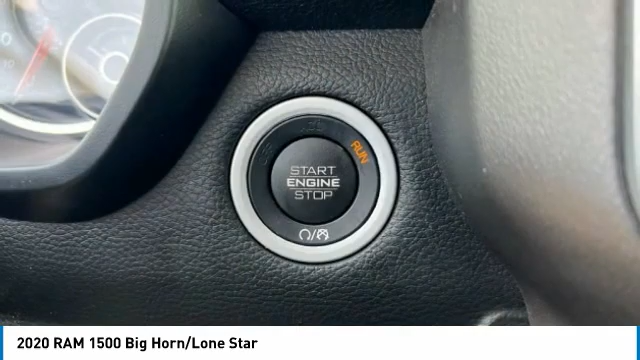 RUN
START
ENGINE
STOP
2020 RAM 1500 Big Horn/Lone Star